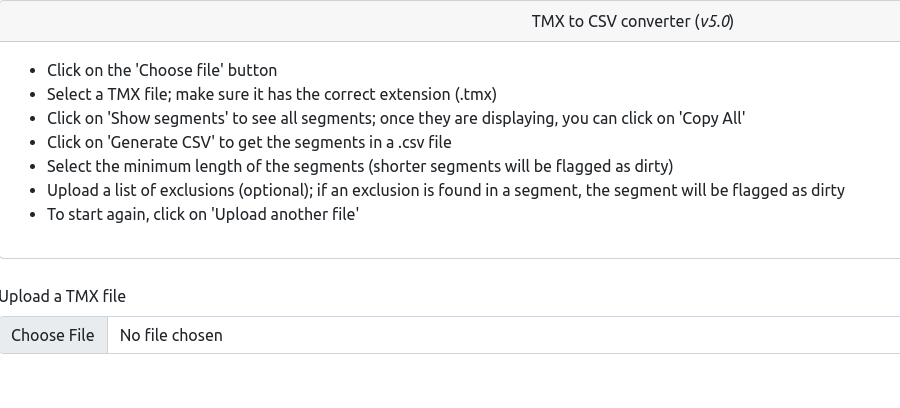 TMX to CSV converter (v5.0)
Click on the 'Choose file' button
Select a TMX file; make sure it has the correct extension (.tmx)
Click on 'Show segments' to see all segments; once they are displaying, you can click on 'Copy All'
Click on 'Generate CSV' to get the segments in a .csv file
Select the minimum length of the segments (shorter segments will be flagged as dirty)
Upload a list of exclusions (optional); if an exclusion is found in a segment, the segment will be flagged as dirty
To start again, click on 'Upload another file'
Upload a TMX file
Choose File No file chosen